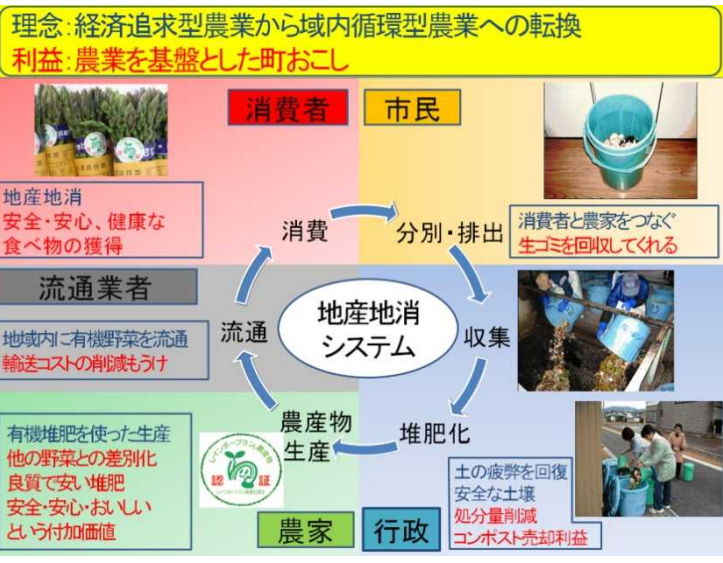 理念:経済追求型農業から域内循環型農業への転換
利益:農業を基盤とした町おこし
消費者
市民
地産地消
安全・安心、健康な
食べ物の獲得
消費
分別・排出
消費者と農家をつなぐ
生ゴミを回収してくれる
流通業者
地域内に有機野菜を流通
輸送コストの削減もうけ
流通
地産地消
システム
収集
有機堆肥を使った生産
他の野菜との差別化
良質で安い堆肥
安全・安心・おいしい
という付加価値
農産物
生産
堆肥化
認 証
土の疲弊を回復
安全な土壌
処分量削減
コンポスト売却利益
農家
行政